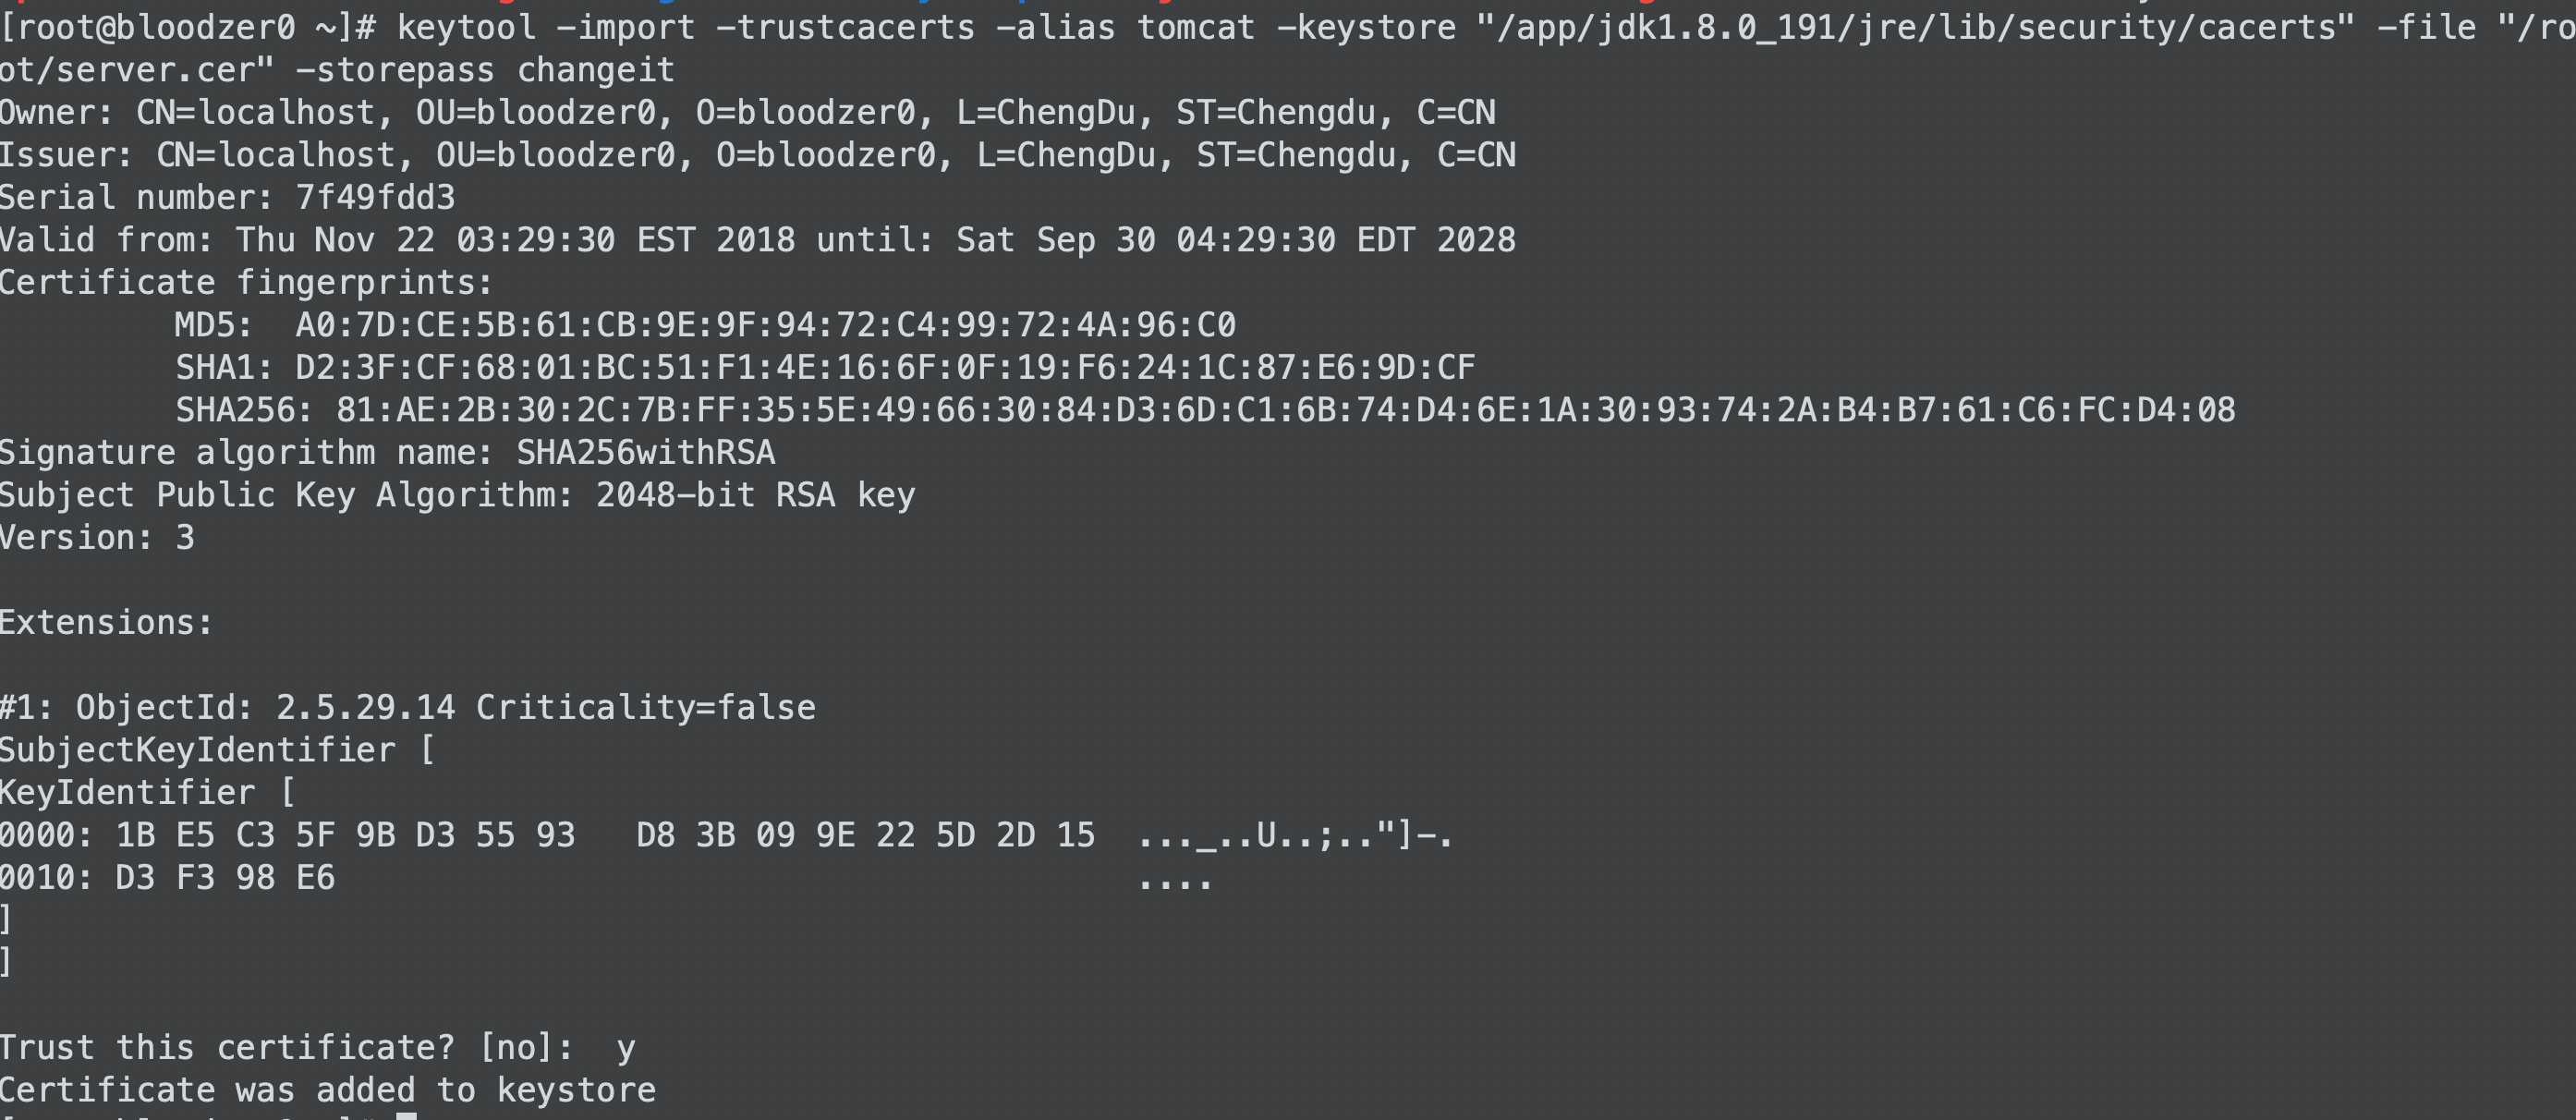 [root@bloodzer0 ~]# keytool -import -trustcacerts -alias tomcat -keystore "/app/jdk1.8.0_191/jre/lib/security/cacerts" -file "/ro
ot/server.cer" -storepass changeit
Owner: CN=localhost, OU=bloodzer0, O=bloodzer0, L=ChengDu, ST=Chengdu, C=CN
Issuer: CN=localhost, OU=bloodzer0, O=bloodzer0, L=ChengDu, ST=Chengdu, C=CN
Serial number: 7f49fdd3
Valid from: Thu Nov 22 03:29:30 EST 2018 until: Sat Sep 30 04:29:30 EDT 2028
Certificate fingerprints:
         MD5:  A0:7D:CE:5B:61:CB:9E:9F:94:72:C4:99:72:4A:96:C0
         SHA1: D2:3F:CF:68:01:BC:51:F1:4E:16:6F:0F:19:F6:24:1C:87:E6:9D:CF
         SHA256: 81:AE:2B:30:2C:7B:FF:35:5E:49:66:30:84:D3:6D:C1:6B:74:D4:6E:1A:30:93:74:2A:B4:B7:61:C6:FC:D4:08
Signature algorithm name: SHA256withRSA
Subject Public Key Algorithm: 2048-bit RSA key
Version: 3
Extensions:
#1: ObjectId: 2.5.29.14 Criticality=false
SubjectKeyIdentifier [
KeyIdentifier [
0000: 1B E5 C3 5F 9B D3 55 93   D8 3B 09 9E 22 5D 2D 15  ..._..U..;.."]-.
0010: D3 F3 98 E6                                        ....
]
]
Trust this certificate? [no]:  y
Certificate was added to keystore